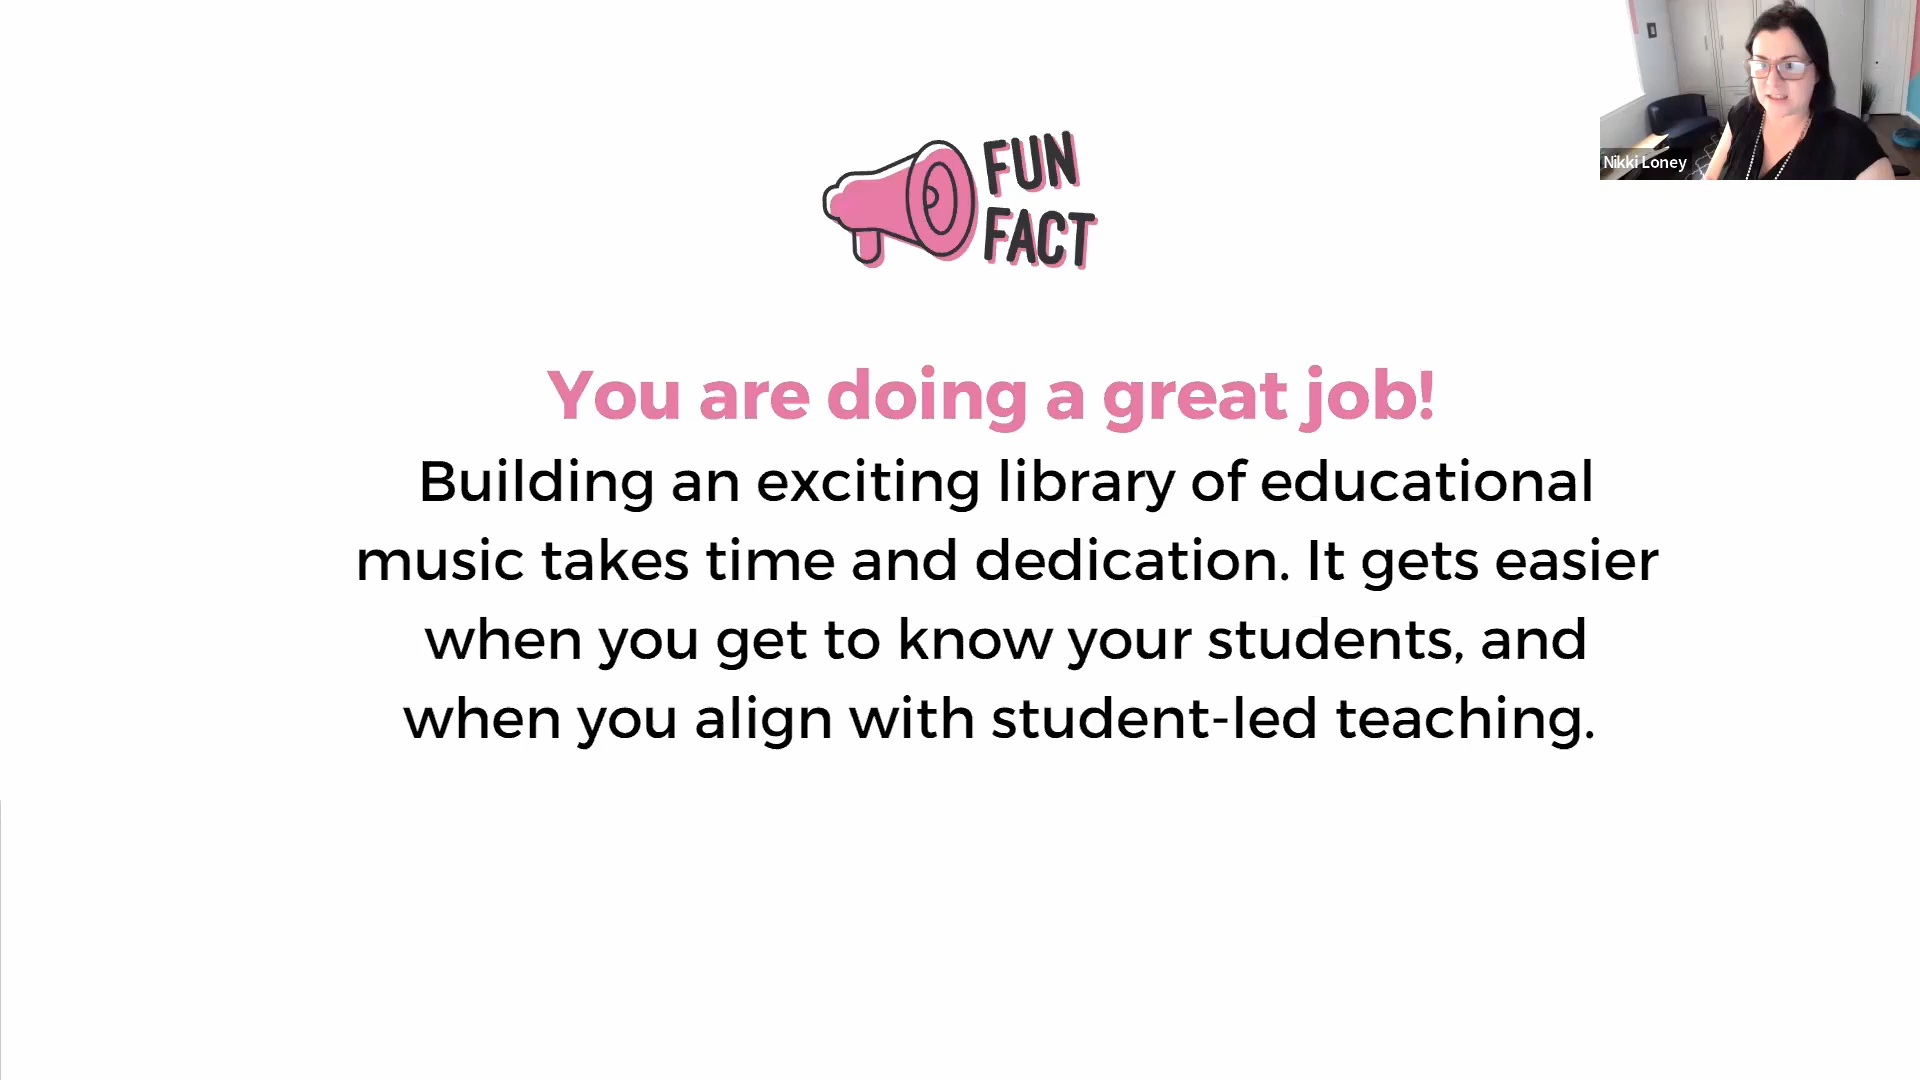 FUN
FACT
Nikki Loney
You are doing a great job!
Building an exciting library of educational
music takes time and dedication. It gets easier
when you get to know your students, and
when you align with student-led teaching.